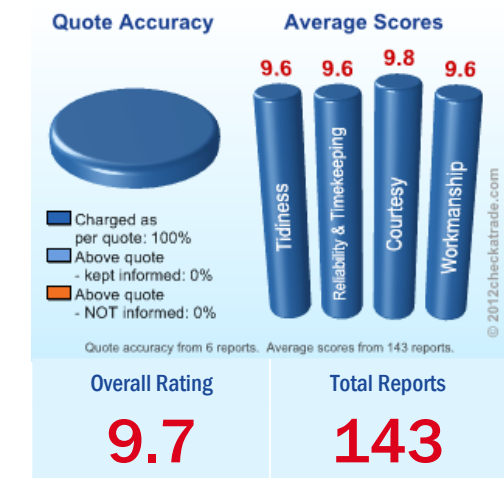 Quote Accuracy
Average Scores
9.6
9.6
9.8
9.6
Tidiness
Reliability & Timekeeping
Courtesy
Workmanship
Charged as
per quote: 100%
Above quote
- kept informed: 0%
Above quote
- NOT informed: 0%
© 2012checkatrade.com
Quote accuracy from 6 reports. Average scores from 143 reports.
Overall Rating
Total Reports
9.7
143